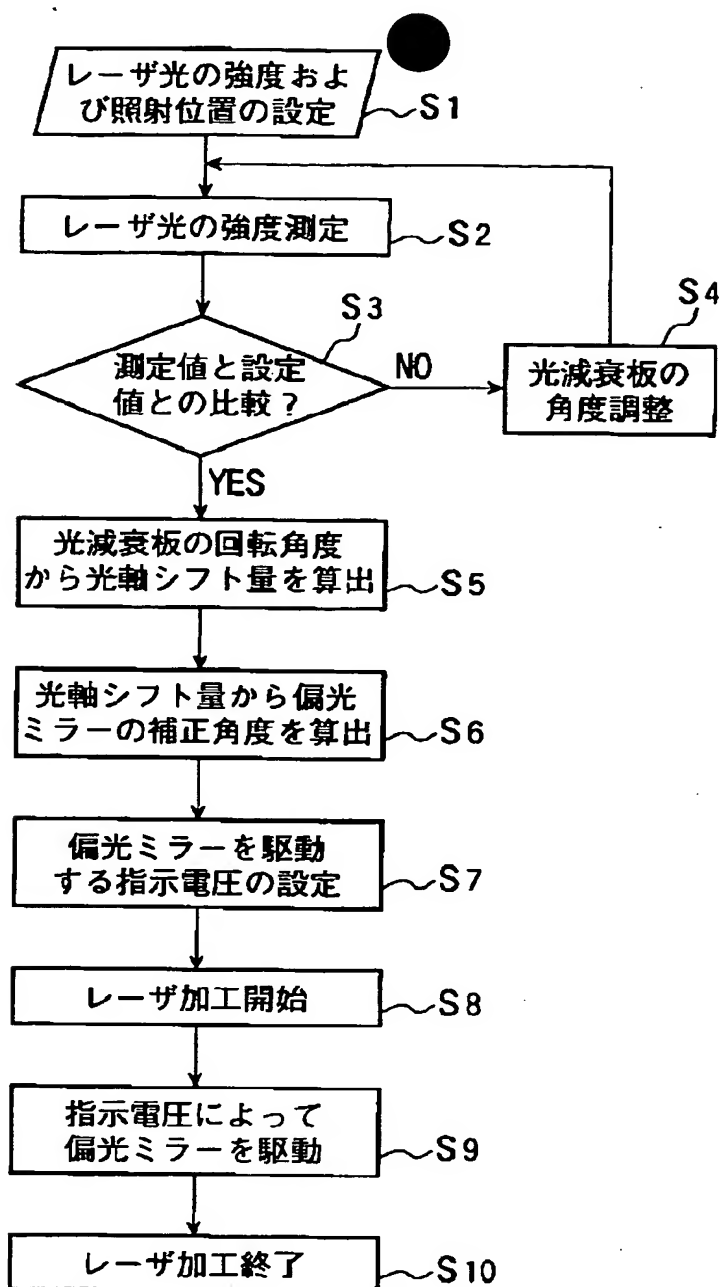 レーザ光の強度およ
び照射位置の設定
S1
レーザ光の強度測定
S2
S3
測定値と設定
値との比較?
NO
S4
光減衰板の
角度調整
YES
光減衰板の回転角度
から光軸シフト量を算出
S5
光軸シフト量から偏光
ミラーの補正角度を算出
S6
偏光ミラーを駆動
する指示電圧の設定
S7
レーザ加工開始
S8
指示電圧によって
偏光ミラーを駆動
S9
レーザ加工終了
S10